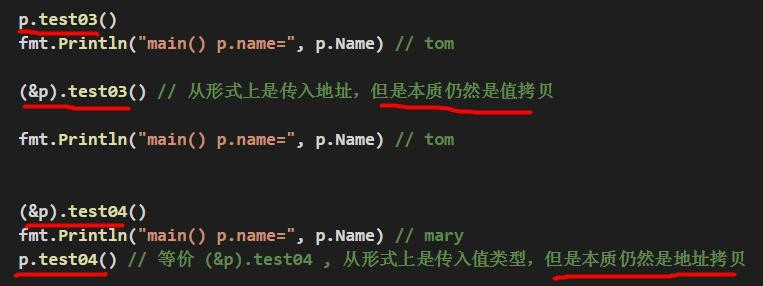 p.test03()
fmt.Println("main() p.name=", p.Name) // tom
(&p).test03() // 从形式上是传入地址，但是本质仍然是值拷贝
fmt.Println("main() p.name=", p.Name) // tom
(&p).test04()
fmt.Println("main() p.name=", p.Name) // mary
p.test04() // 等价 (&p).test04 , 从形式上是传入值类型，但是本质仍然是地址拷贝